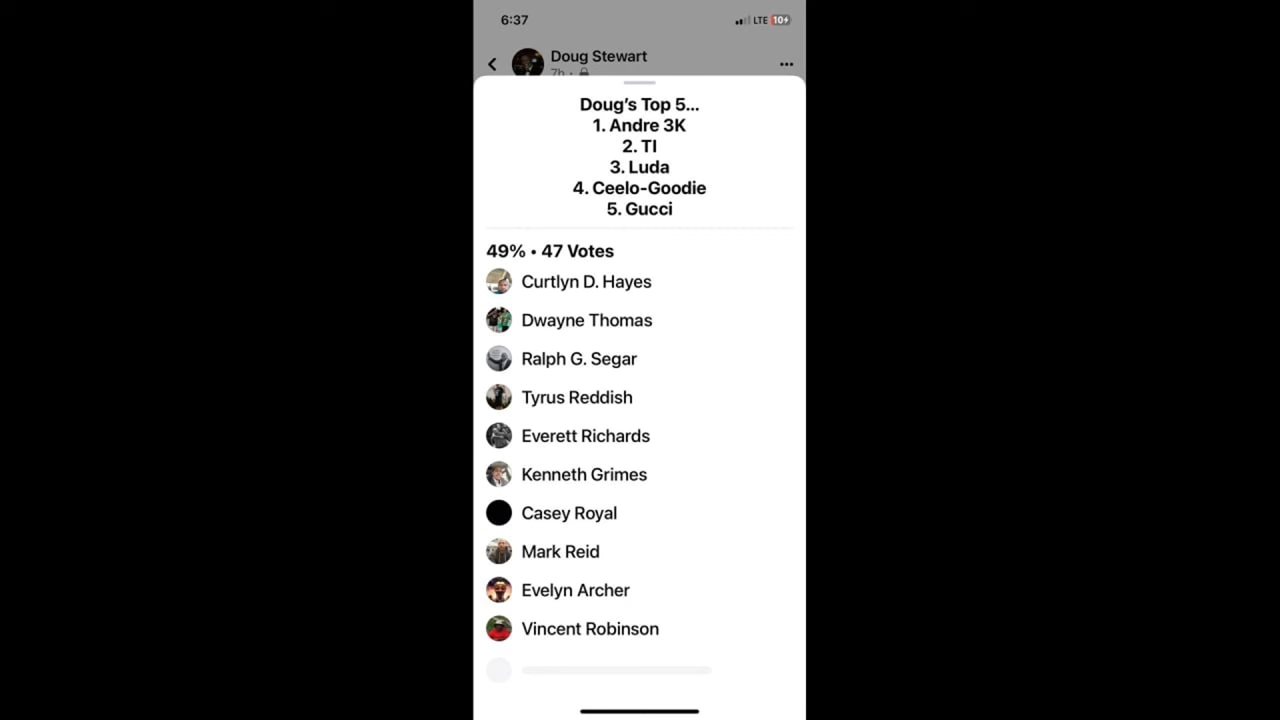 6:37
LTE 10
Doug Stewart
7h
Doug's Top 5...
1. Andre 3K
2. TI
3. Luda
4. Ceelo-Goodie
5. Gucci
49% • 47 Votes
Curtlyn D. Hayes
Dwayne Thomas
Ralph G. Segar
Tyrus Reddish
Everett Richards
Kenneth Grimes
Casey Royal
Mark Reid
Evelyn Archer
Vincent Robinson